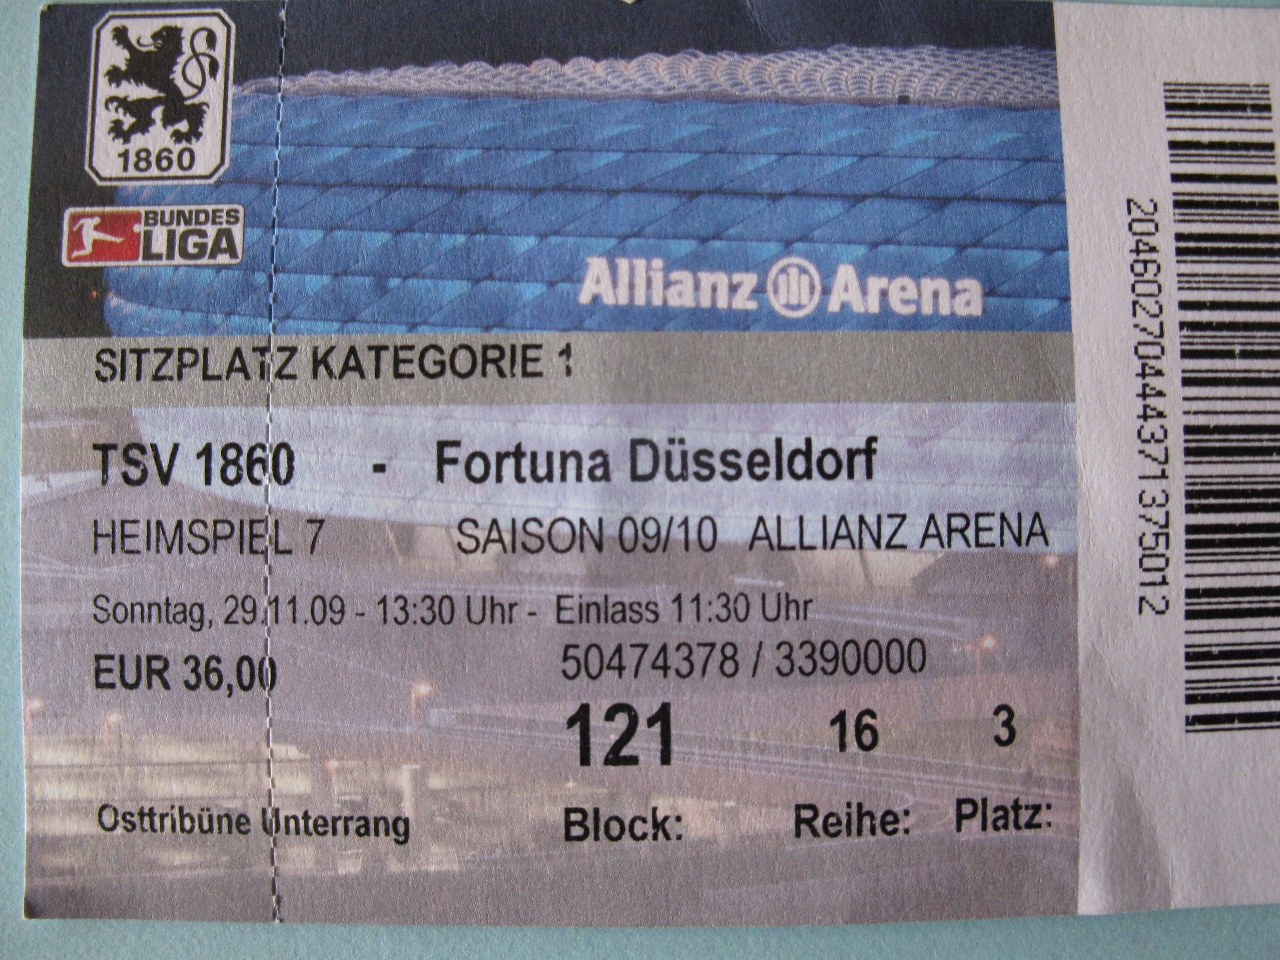 1860
BUNDES
LIGA
Allianz Arena
SITZPLATZ KATEGORIE 1
TSV 1860 - Fortuna Düsseldorf
HEIMSPIEL 7 SAISON 09/10 ALLIANZ ARENA
Sonntag, 29.11.09 - 13:30 Uhr - Einlass 11:30 Uhr
EUR 36,00 50474378 / 3390000
121 16 3
Osttribüne Unterrang Block: Reihe: Platz:
20460270444371375012